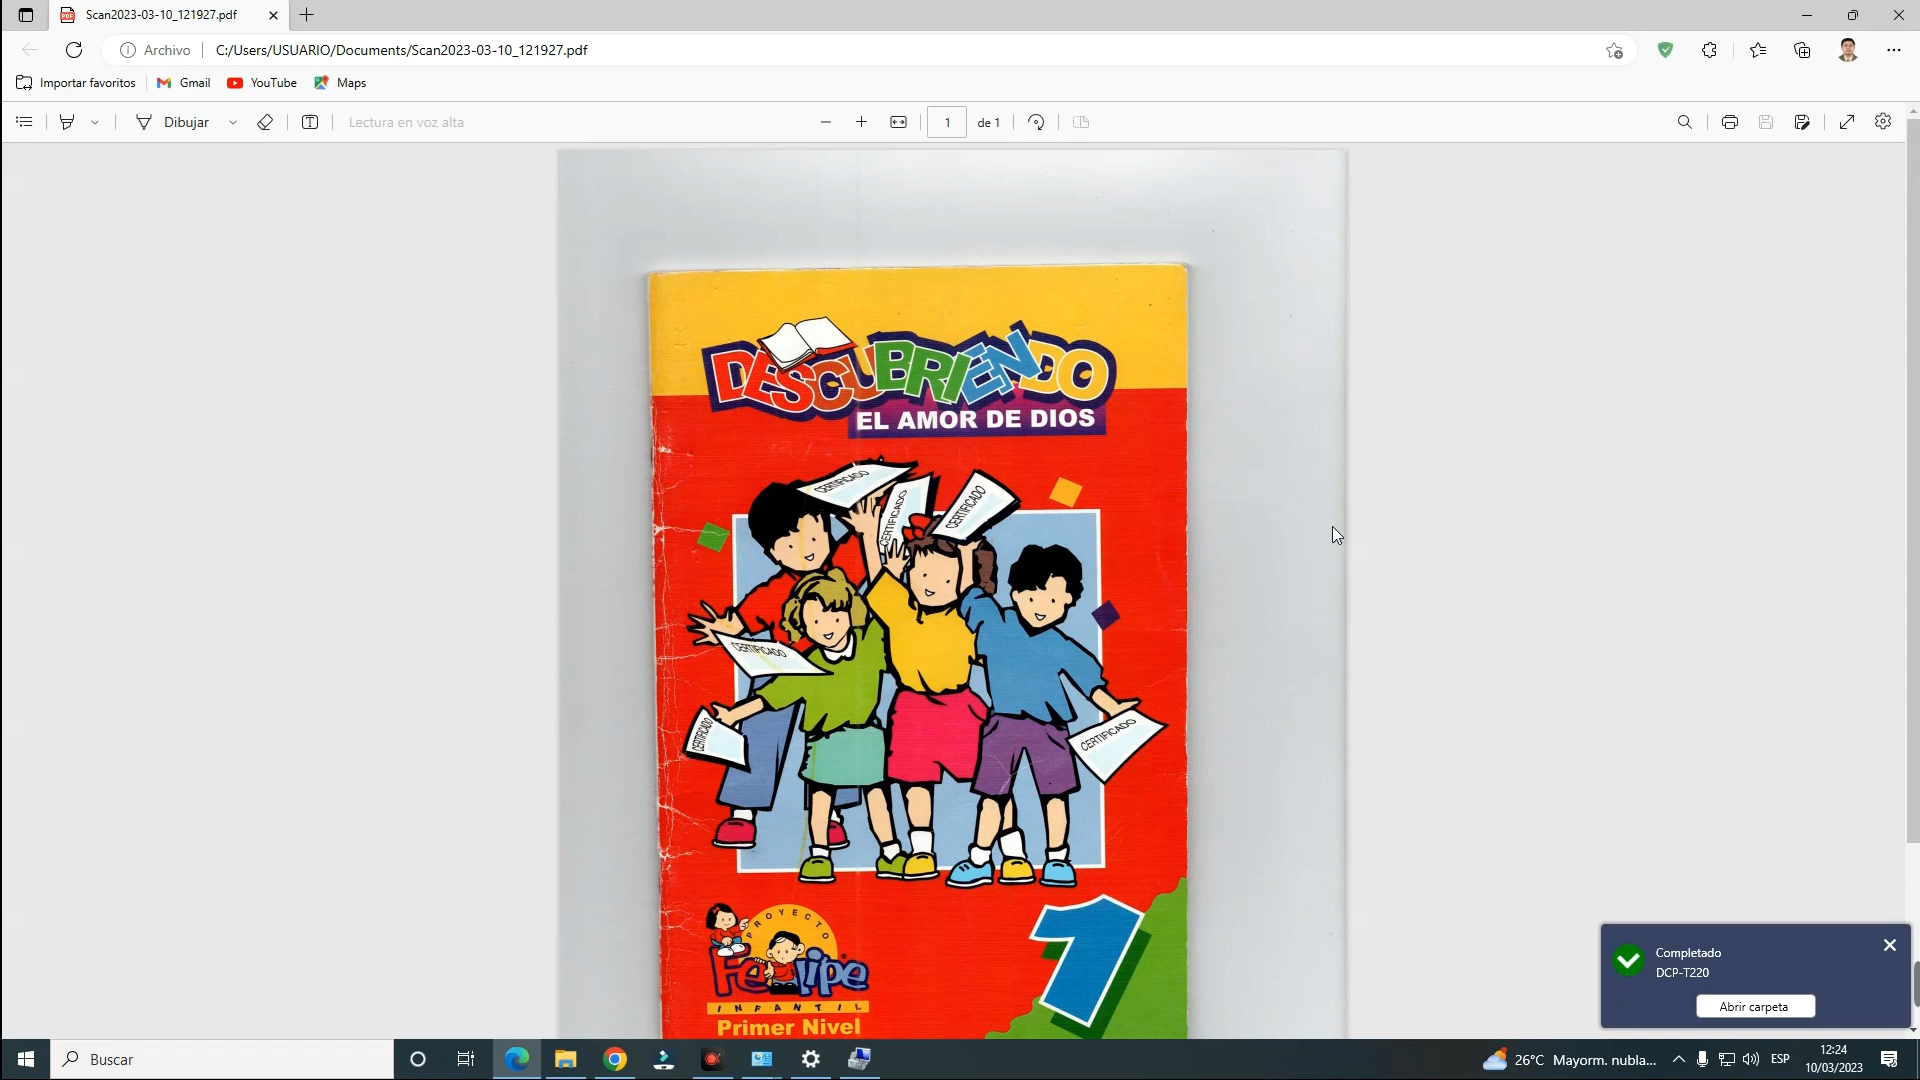 Scan2023-03-10_121927.pdf
Archivo
C:/Users/USUARIO/Documents/Scan2023-03-10_121927.pdf
Importar favoritos
Gmail
YouTube
Maps
Dibujar
Lectura en voz alta
1
de 1
DESCUBRIENDO
EL AMOR DE DIOS
CERTIFICADO
CERTIFICADO
CERTIFICADO
CERTIFICADO
CERTIFICADO
CERTIFICADO
PROYECTO
Felipe
INFANTIL
Primer Nivel
1
Completado
DCP-T220
Abrir carpeta
Buscar
26°C Mayorm. nubla...
ESP
12:24
10/03/2023